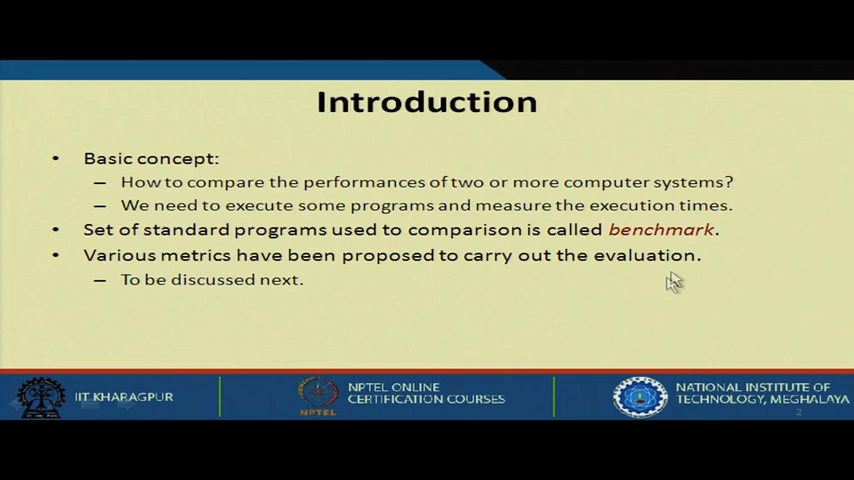 Introduction
• Basic concept:
– How to compare the performances of two or more computer systems?
– We need to execute some programs and measure the execution times.
• Set of standard programs used to comparison is called benchmark.
• Various metrics have been proposed to carry out the evaluation.
– To be discussed next.
IIT KHARAGPUR
NPTEL
NPTEL ONLINE
CERTIFICATION COURSES
NATIONAL INSTITUTE OF
TECHNOLOGY, MEGHALAYA
2